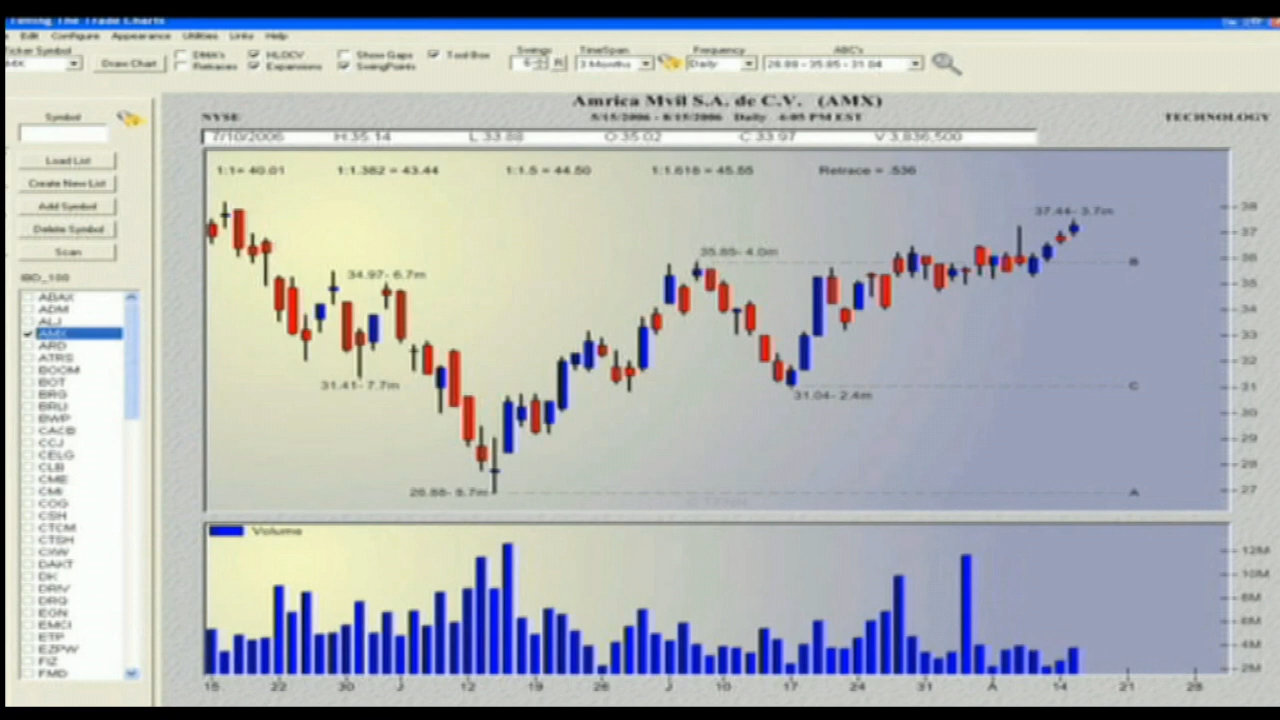 Timing The Trade Charts
Edit Configure Appearance Utilities Links Help
Ticker Symbol
Draw Chart
DMA's
Retraces
HLOCV
Expansions
Show Gaps
SwingPoints
Tool Box
Swings
6
R
TimeSpan
3 Months
Frequency
Daily
ABC's
26.88 - 35.85 - 31.04
Amrica Mvil S.A. de C.V. (AMX)
NYSE
5/15/2006 - 8/15/2006 Daily 6:05 PM EST
TECHNOLOGY
7/10/2006 H:35.14 L:33.88 O:35.02 C:33.97 V:3,836,500
1:1= 40.01 1:1.382 = 43.44 1:1.5 = 44.50 1:1.618 = 45.55 Retrace = .536
Symbol
Load List
Create New List
Add Symbol
Delete Symbol
Scan
IBD_100
ABAX
ADM
ALJ
AMX
ARD
ATRS
BOOM
BOT
BRG
BRLI
BWP
CACB
CCJ
CELG
CLB
CME
CMI
COG
CSH
CTCM
CTSH
CXW
DAKT
DK
DRIV
DRQ
EGN
EMCI
ETP
EZPW
FIZ
FMD
37.44- 3.7m
35.85- 4.0m
34.97- 6.7m
31.41- 7.7m
31.04- 2.4m
26.88- 8.7m
B
C
A
38
37
36
35
34
33
32
31
30
29
28
27
Volume
12M
10M
8M
6M
4M
2M
15 22 30 J 12 19 26 J 10 17 24 31 A 14 21 28